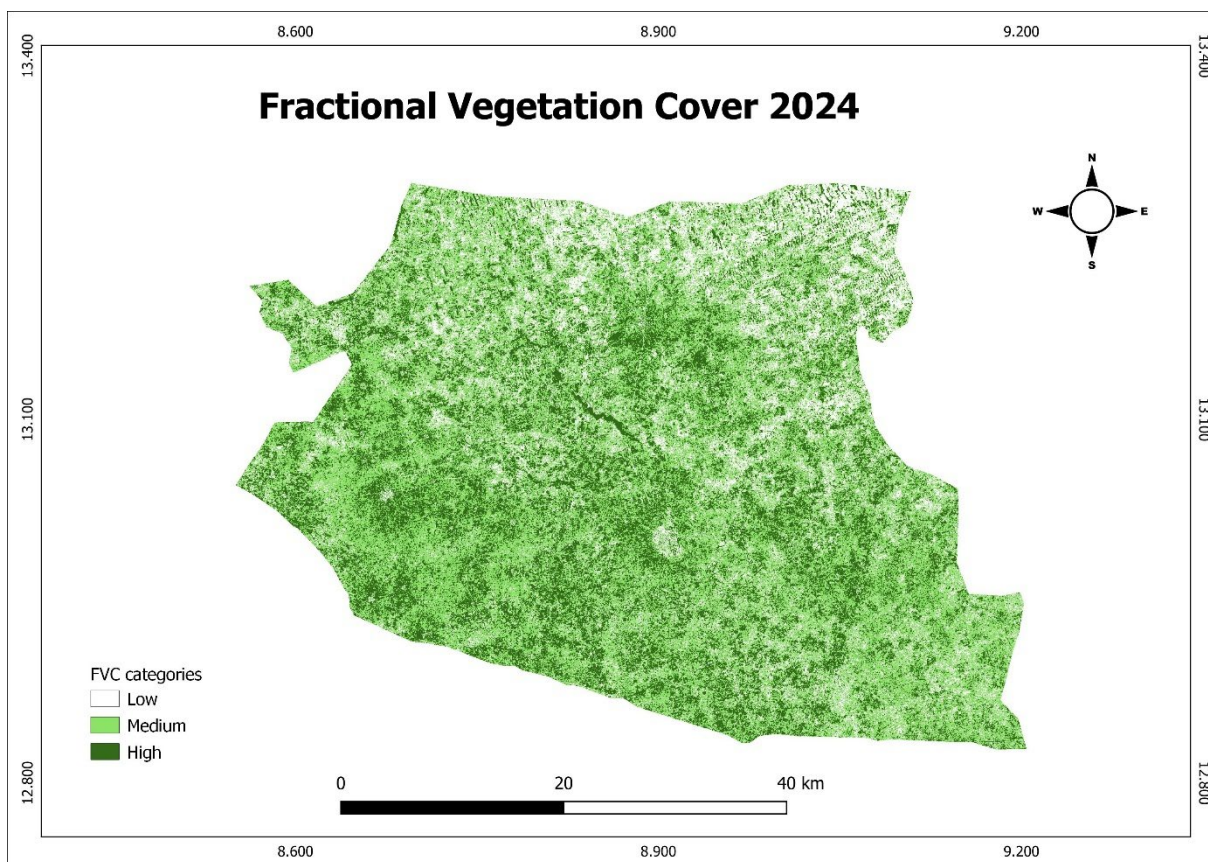 8.600 8.900 9.200
13.400 13.400
Fractional Vegetation Cover 2024
N
W E
S
13.100 13.100
FVC categories
Low
Medium
High
0 20 40 km
12.800 12.800
8.600 8.900 9.200